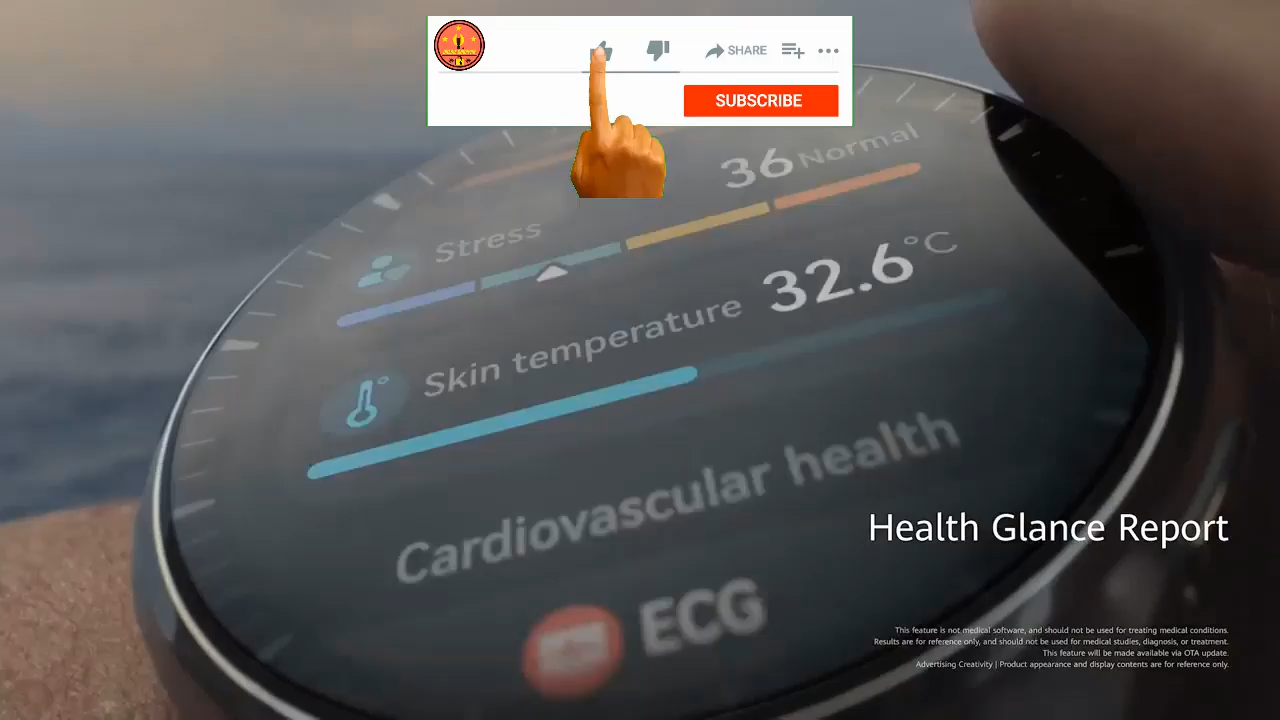 SHARE
SUBSCRIBE
36 Normal
Stress
32.6°C
Skin temperature
Cardiovascular health
ECG
Health Glance Report
This feature is not medical software, and should not be used for treating medical conditions.
Results are for reference only, and should not be used for medical studies, diagnosis, or treatment.
This feature will be made available via OTA update.
Advertising Creativity | Product appearance and display contents are for reference only.